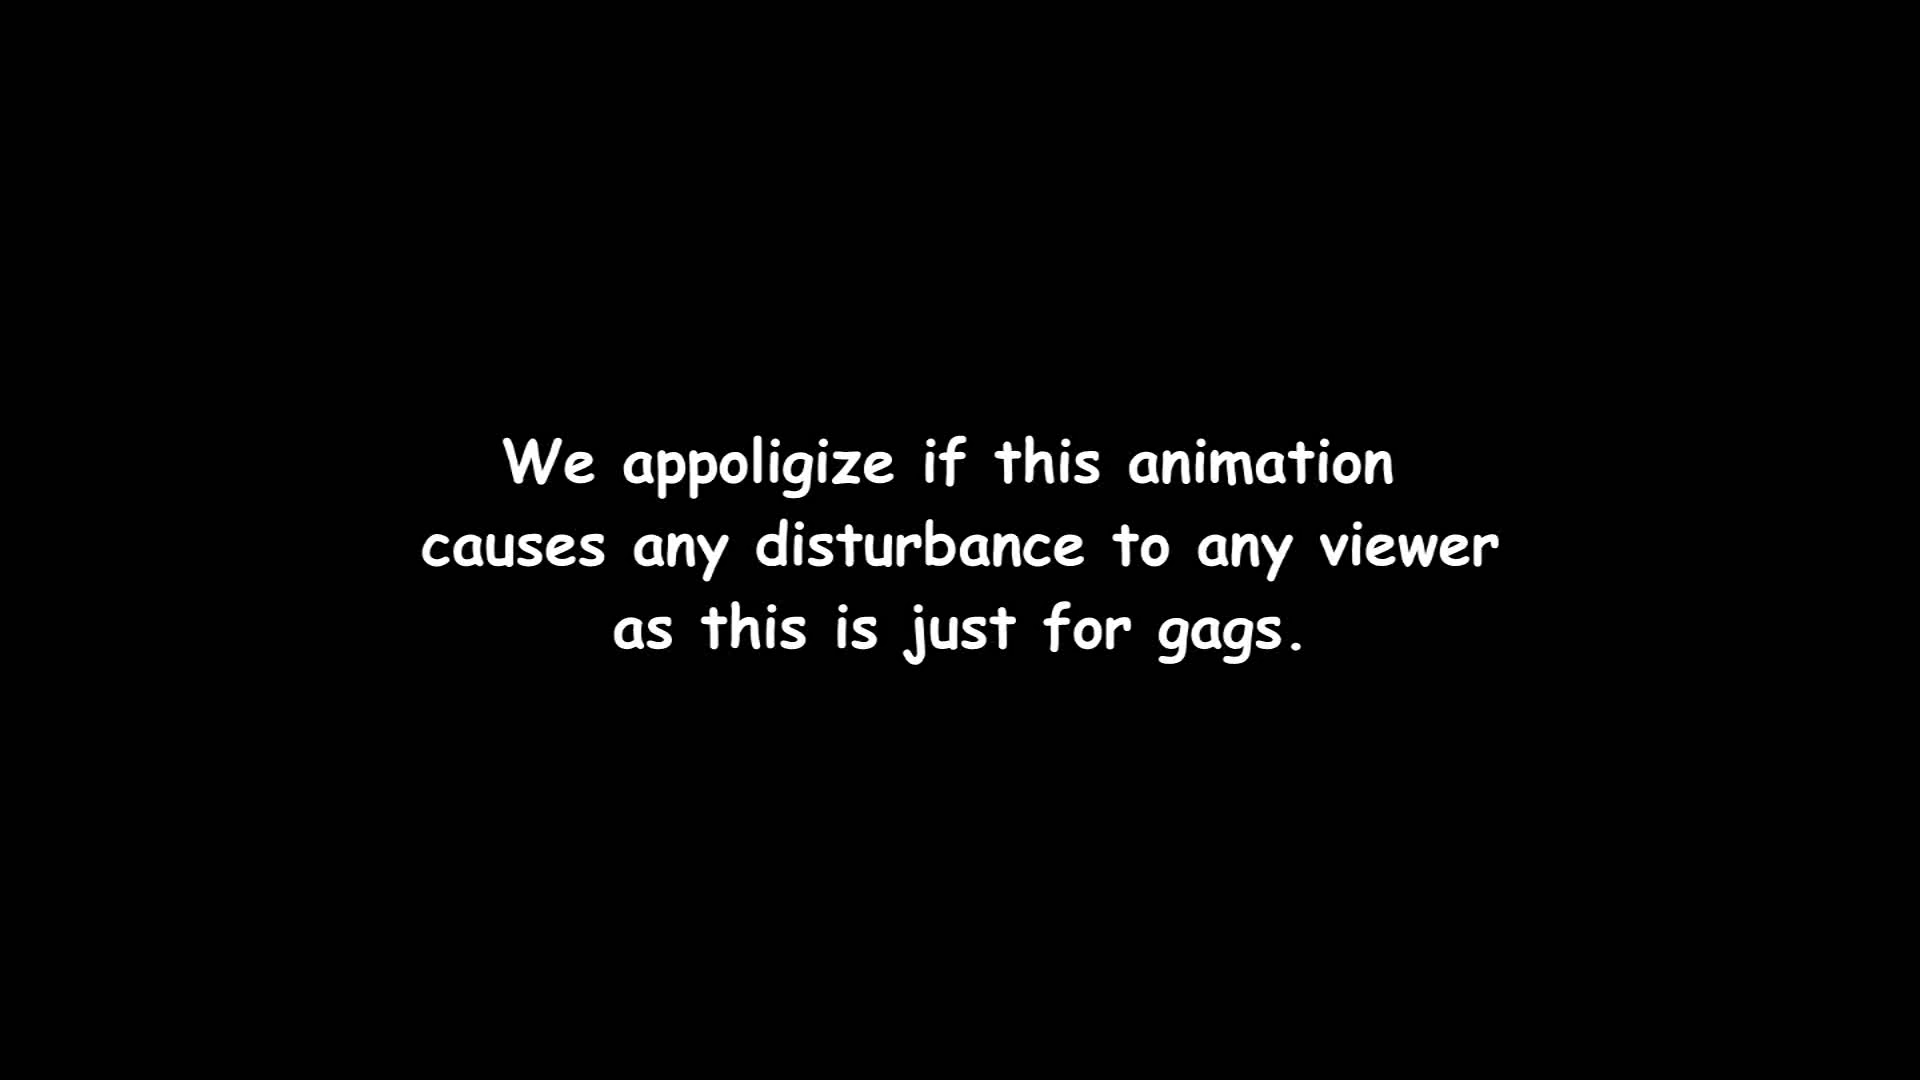 We appoligize if this animation
causes any disturbance to any viewer
as this is just for gags.